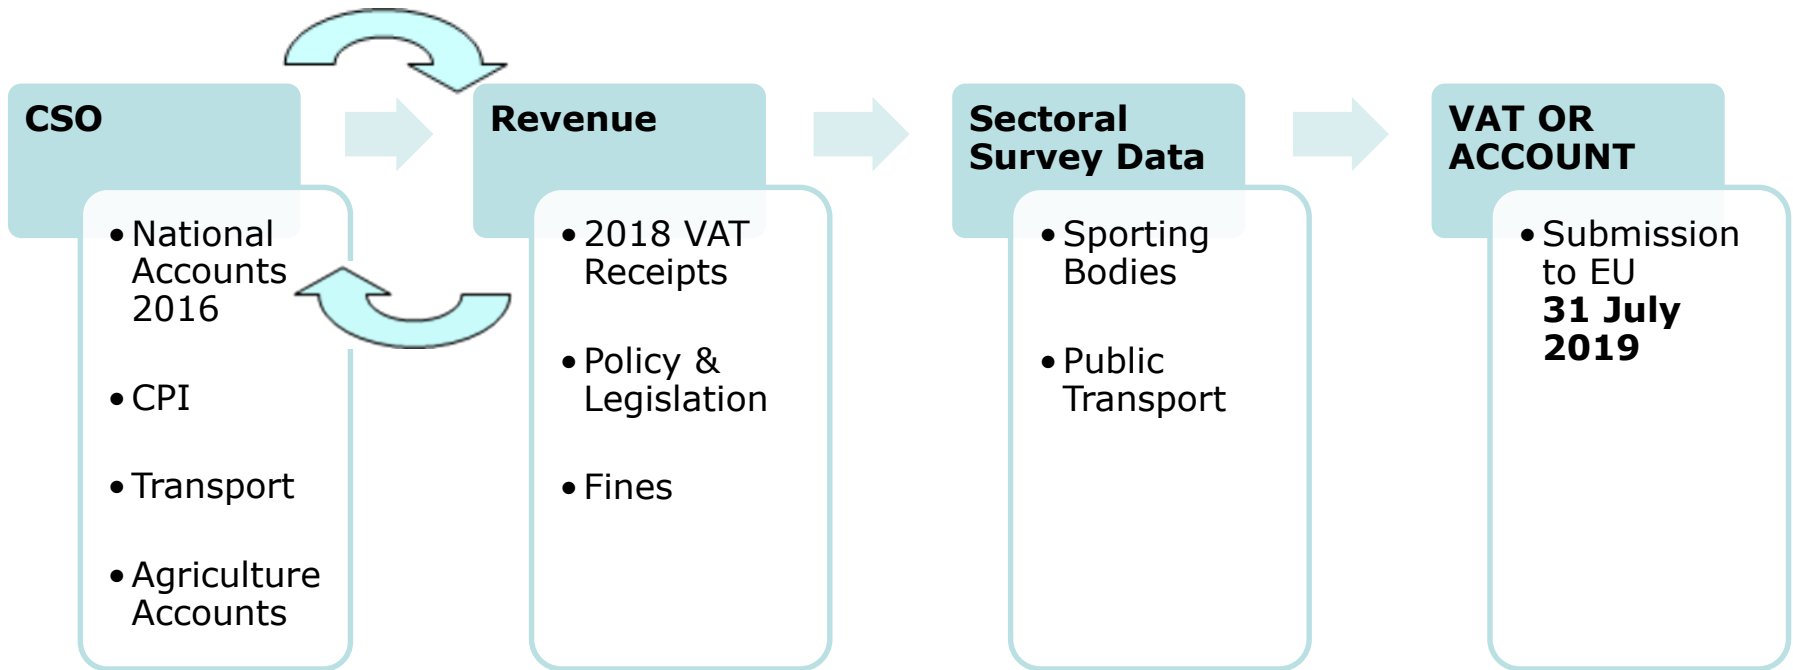 CSO
• National
Accounts
2016
• CPI
• Transport
• Agriculture
Accounts
Revenue
• 2018 VAT
Receipts
• Policy &
Legislation
• Fines
Sectoral
Survey Data
• Sporting
Bodies
• Public
Transport
VAT OR
ACCOUNT
• Submission
to EU
31 July
2019